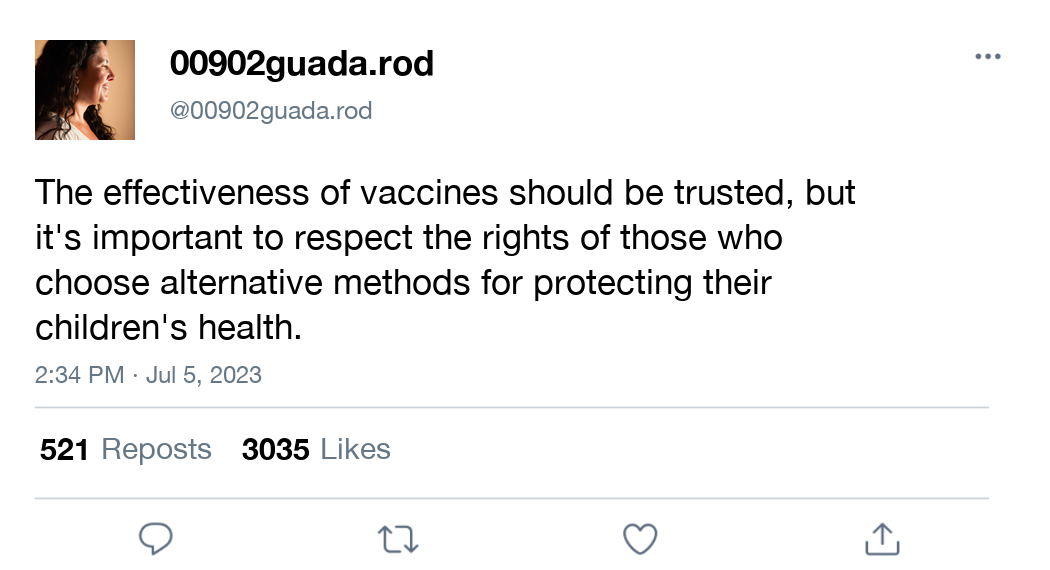 00902guada.rod
@00902guada.rod
The effectiveness of vaccines should be trusted, but
it's important to respect the rights of those who
choose alternative methods for protecting their
children's health.
2:34 PM · Jul 5, 2023
521 Reposts 3035 Likes